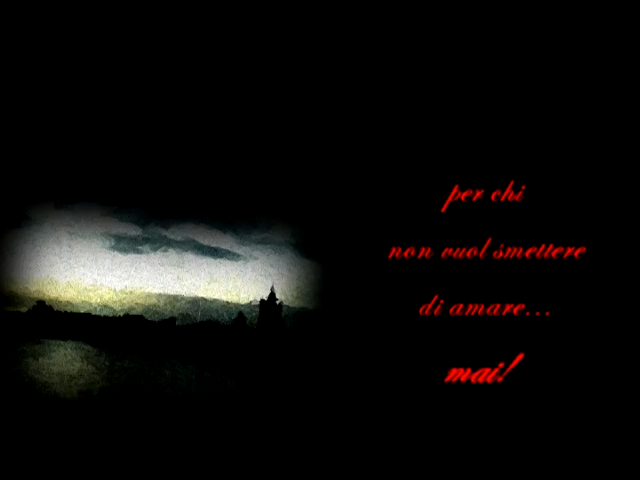 per chi
non vuol smettere
di amare...
mai!